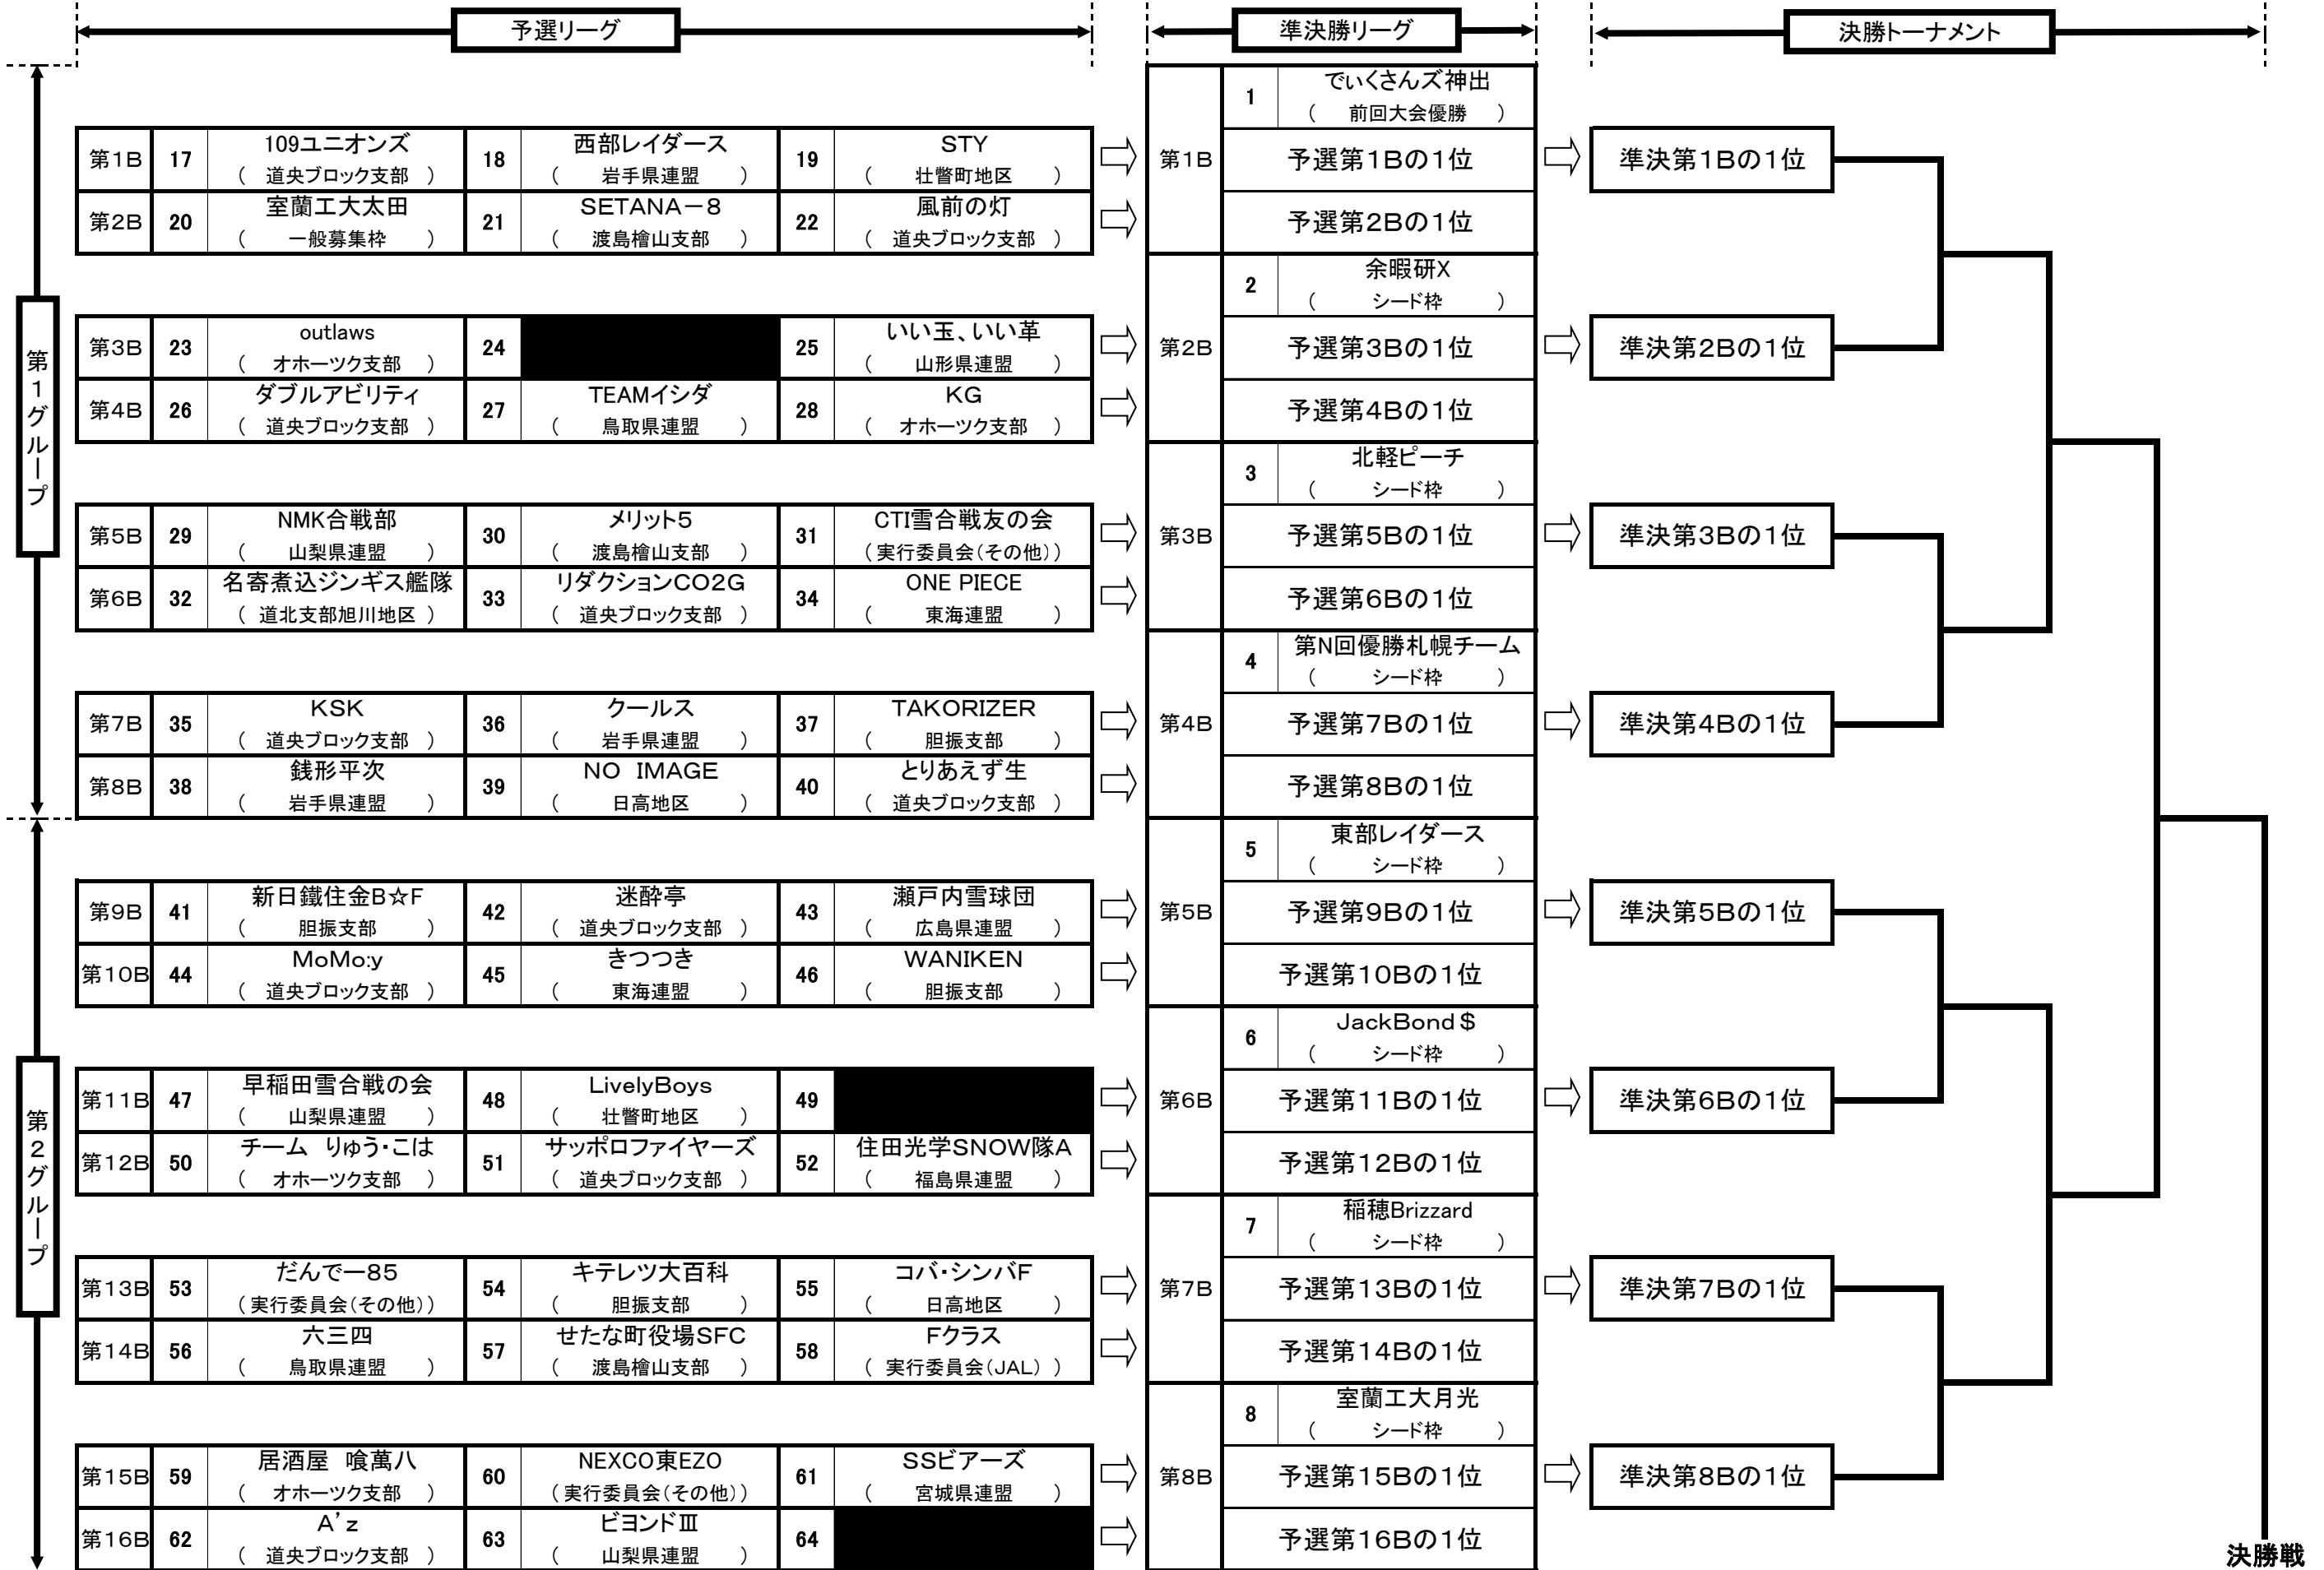 予選リーグ
準決勝リーグ
決勝トーナメント
第1グループ
第2グループ
第1B 17 109ユニオンズ 18 西部レイダース 19 STY
( 道央ブロック支部 ) ( 岩手県連盟 ) ( 壮瞥町地区 )
第2B 20 室蘭工大太田 21 SETANA-8 22 風前の灯
( 一般募集枠 ) ( 渡島檜山支部 ) ( 道央ブロック支部 )
第3B 23 outlaws 24 25 いい玉、いい革
( オホーツク支部 ) ( 山形県連盟 )
第4B 26 ダブルアビリティ 27 TEAMイシダ 28 KG
( 道央ブロック支部 ) ( 鳥取県連盟 ) ( オホーツク支部 )
第5B 29 NMK合戦部 30 メリット5 31 CTI雪合戦友の会
( 山梨県連盟 ) ( 渡島檜山支部 ) (実行委員会(その他))
第6B 32 名寄煮込ジンギス艦隊 33 リダクションCO2G 34 ONE PIECE
( 道北支部旭川地区 ) ( 道央ブロック支部 ) ( 東海連盟 )
第7B 35 KSK 36 クールス 37 TAKORIZER
( 道央ブロック支部 ) ( 岩手県連盟 ) ( 胆振支部 )
第8B 38 銭形平次 39 NO IMAGE 40 とりあえず生
( 岩手県連盟 ) ( 日高地区 ) ( 道央ブロック支部 )
第9B 41 新日鐵住金B☆F 42 迷酔亭 43 瀬戸内雪球団
( 胆振支部 ) ( 道央ブロック支部 ) ( 広島県連盟 )
第10B 44 MoMo:y 45 きつつき 46 WANIKEN
( 道央ブロック支部 ) ( 東海連盟 ) ( 胆振支部 )
第11B 47 早稲田雪合戦の会 48 LivelyBoys 49
( 山梨県連盟 ) ( 壮瞥町地区 )
第12B 50 チーム りゅう・こは 51 サッポロファイヤーズ 52 住田光学SNOW隊A
( オホーツク支部 ) ( 道央ブロック支部 ) ( 福島県連盟 )
第13B 53 だんでー85 54 キテレツ大百科 55 コバ・シンバF
(実行委員会(その他)) ( 胆振支部 ) ( 日高地区 )
第14B 56 六三四 57 せたな町役場SFC 58 Fクラス
( 鳥取県連盟 ) ( 渡島檜山支部 ) ( 実行委員会(JAL) )
第15B 59 居酒屋 喰萬八 60 NEXCO東EZO 61 SSビアーズ
( オホーツク支部 ) (実行委員会(その他)) ( 宮城県連盟 )
第16B 62 A'z 63 ビヨンドⅢ 64
( 道央ブロック支部 ) ( 山梨県連盟 )
第1B 1 でぃくさんズ神出
( 前回大会優勝 )
予選第1Bの1位
予選第2Bの1位
第2B 2 余暇研X
( シード枠 )
予選第3Bの1位
予選第4Bの1位
第3B 3 北軽ピーチ
( シード枠 )
予選第5Bの1位
予選第6Bの1位
第4B 4 第N回優勝札幌チーム
( シード枠 )
予選第7Bの1位
予選第8Bの1位
第5B 5 東部レイダース
( シード枠 )
予選第9Bの1位
予選第10Bの1位
第6B 6 JackBond$
( シード枠 )
予選第11Bの1位
予選第12Bの1位
第7B 7 稲穂Brizzard
( シード枠 )
予選第13Bの1位
予選第14Bの1位
第8B 8 室蘭工大月光
( シード枠 )
予選第15Bの1位
予選第16Bの1位
準決第1Bの1位
準決第2Bの1位
準決第3Bの1位
準決第4Bの1位
準決第5Bの1位
準決第6Bの1位
準決第7Bの1位
準決第8Bの1位
決勝戦